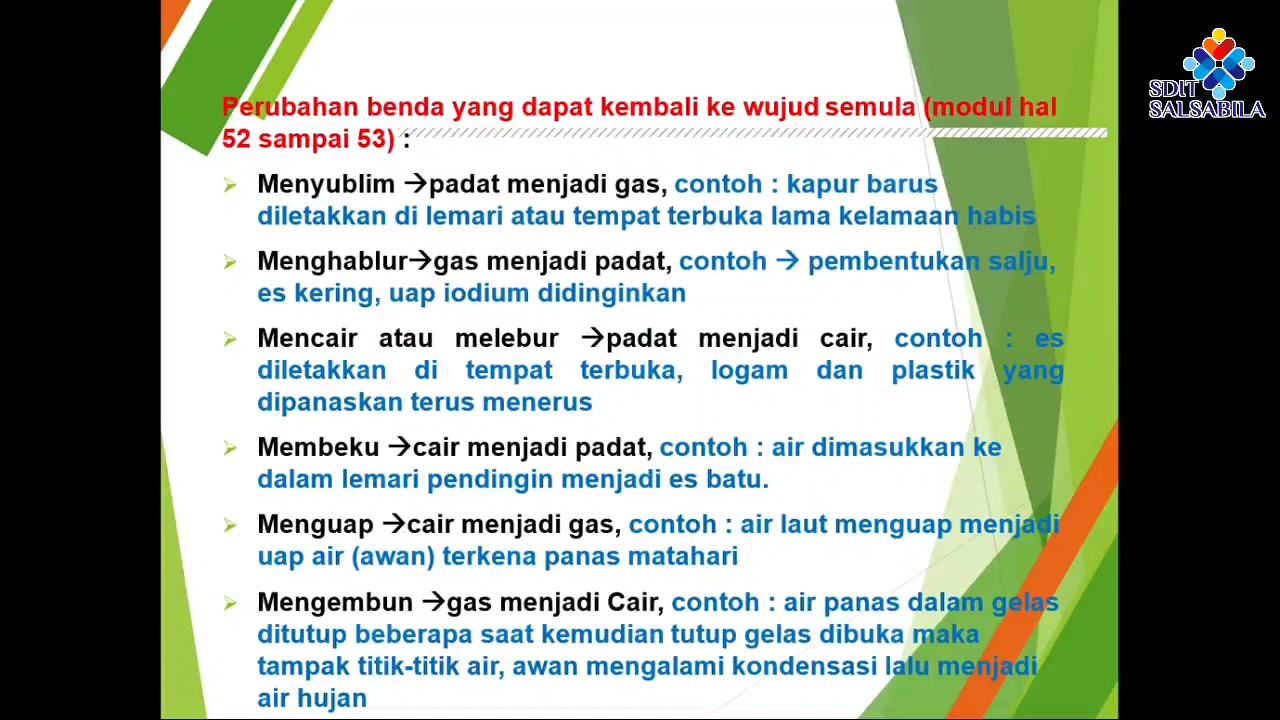 SDIT
SALSABILA
Perubahan benda yang dapat kembali ke wujud semula (modul hal
52 sampai 53) :
➢ Menyublim →padat menjadi gas, contoh : kapur barus
diletakkan di lemari atau tempat terbuka lama kelamaan habis
➢ Menghablur→gas menjadi padat, contoh → pembentukan salju,
es kering, uap iodium didinginkan
➢ Mencair atau melebur →padat menjadi cair, contoh : es
diletakkan di tempat terbuka, logam dan plastik yang
dipanaskan terus menerus
➢ Membeku →cair menjadi padat, contoh : air dimasukkan ke
dalam lemari pendingin menjadi es batu.
➢ Menguap →cair menjadi gas, contoh : air laut menguap menjadi
uap air (awan) terkena panas matahari
➢ Mengembun →gas menjadi Cair, contoh : air panas dalam gelas
ditutup beberapa saat kemudian tutup gelas dibuka maka
tampak titik-titik air, awan mengalami kondensasi lalu menjadi
air hujan